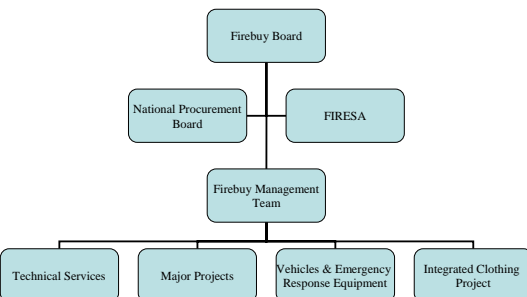 Firebuy Board
National Procurement
Board
FIRESA
Firebuy Management
Team
Technical Services
Major Projects
Vehicles & Emergency
Response Equipment
Integrated Clothing
Project